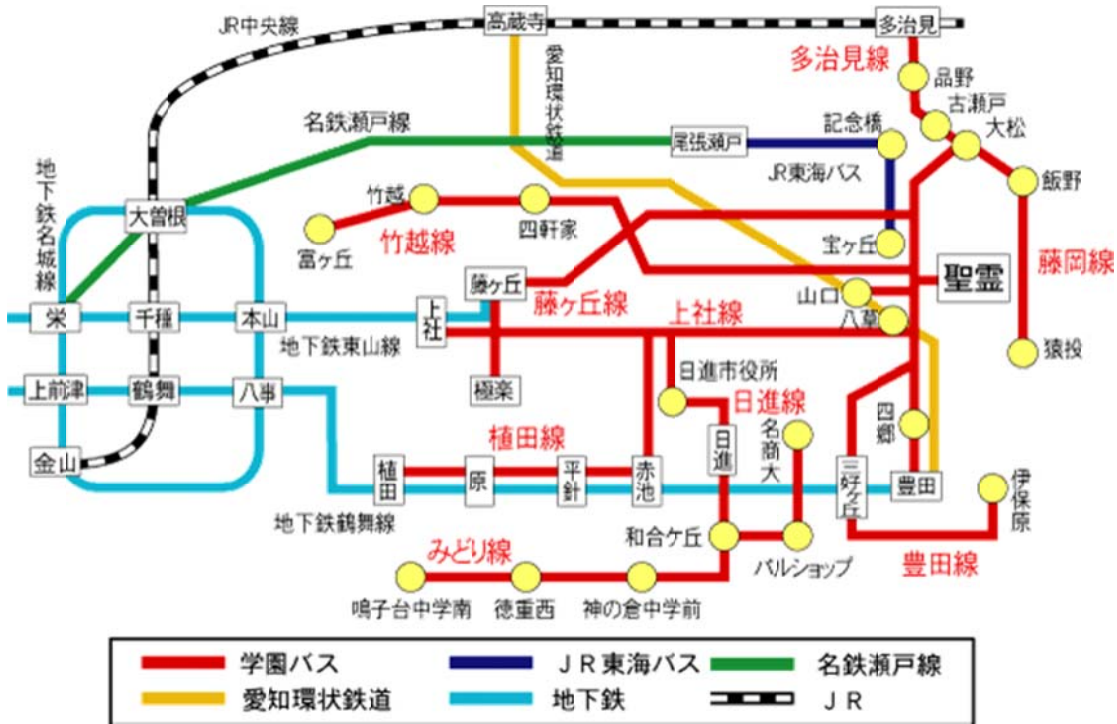 JR中央線
高蔵寺
多治見
多治見線
愛知環状鉄道
品野
古瀬戸
大松
名鉄瀬戸線
尾張瀬戸
記念橋
JR東海バス
飯野
地下鉄名城線
大曽根
竹越
四軒家
富ヶ丘
竹越線
宝ヶ丘
藤岡線
藤ヶ丘
藤ヶ丘線
山口
聖霊
栄
千種
本山
上社
上社線
八草
地下鉄東山線
猿投
上前津
鶴舞
八事
極楽
日進市役所
日進線
四郷
植田線
名商大
金山
植田
原
平針
赤池
日進
三好ヶ丘
豊田
伊保原
地下鉄鶴舞線
和合ケ丘
パルショップ
豊田線
みどり線
鳴子台中学南
徳重西
神の倉中学前
学園バス
JR東海バス
名鉄瀬戸線
愛知環状鉄道
地下鉄
JR